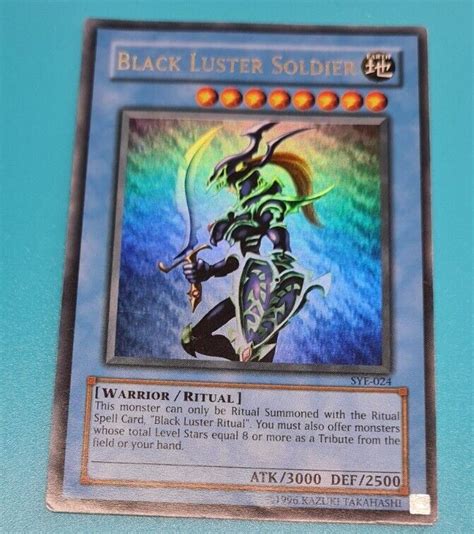 BLACK LUSTER SOLDIER
EARTH
地
SYE-024
[WARRIOR / RITUAL]
This monster can only be Ritual Summoned with the Ritual
Spell Card, "Black Luster Ritual". You must also offer monsters
whose total Level Stars equal 8 or more as a Tribute from the
field or your hand.
ATK/3000 DEF/2500
©1996 KAZUKI TAKAHASHI